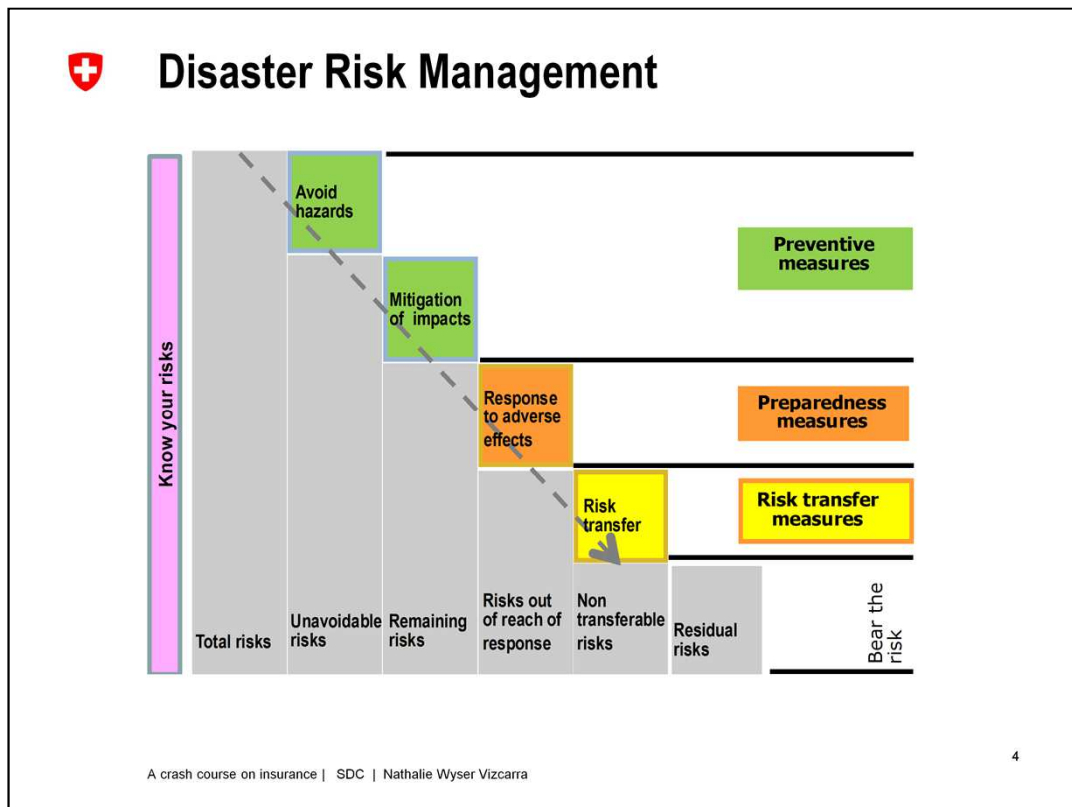 Disaster Risk Management
Know your risks
Avoid
hazards
Mitigation
of impacts
Response
to adverse
effects
Risk
transfer
Preventive
measures
Preparedness
measures
Risk transfer
measures
Total risks
Unavoidable
risks
Remaining
risks
Risks out
of reach of
response
Non
transferable
risks
Residual
risks
Bear the
risk
A crash course on insurance | SDC | Nathalie Wyser Vizcarra
4